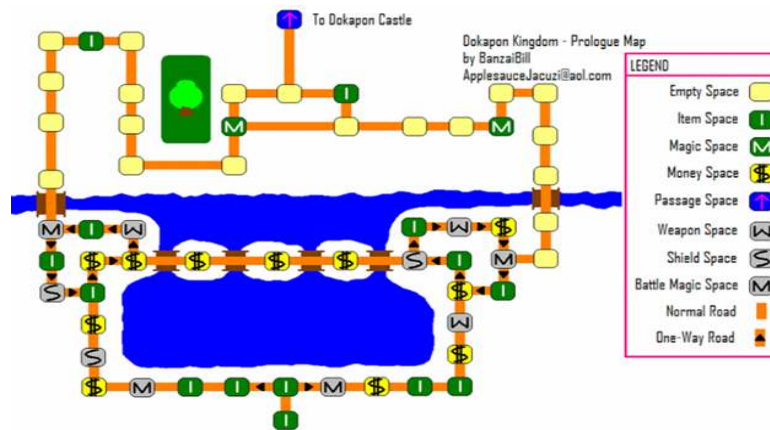 To Dokapon Castle
Dokapon Kingdom - Prologue Map
by BanzaiBill
ApplesauceJacuzi@aol.com
LEGEND
Empty Space
Item Space
Magic Space
Money Space
Passage Space
Weapon Space
Shield Space
Battle Magic Space
Normal Road
One-Way Road